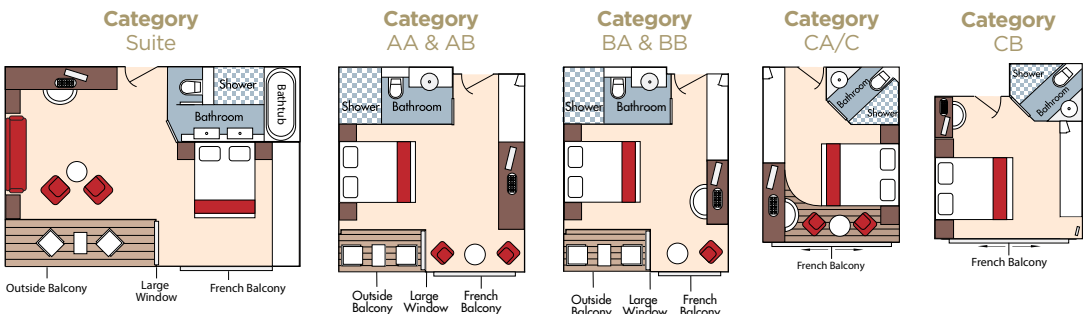 Category
Suite
Shower
Bathtub
Bathroom
Outside Balcony
Large
Window
French Balcony
Category
AA & AB
Shower
Bathroom
Outside
Balcony
Large
Window
French
Balcony
Category
BA & BB
Shower
Bathroom
Outside
Balcony
Large
Window
French
Balcony
Category
CA/C
Bathroom
Shower
French Balcony
Category
CB
Shower
Bathroom
French Balcony